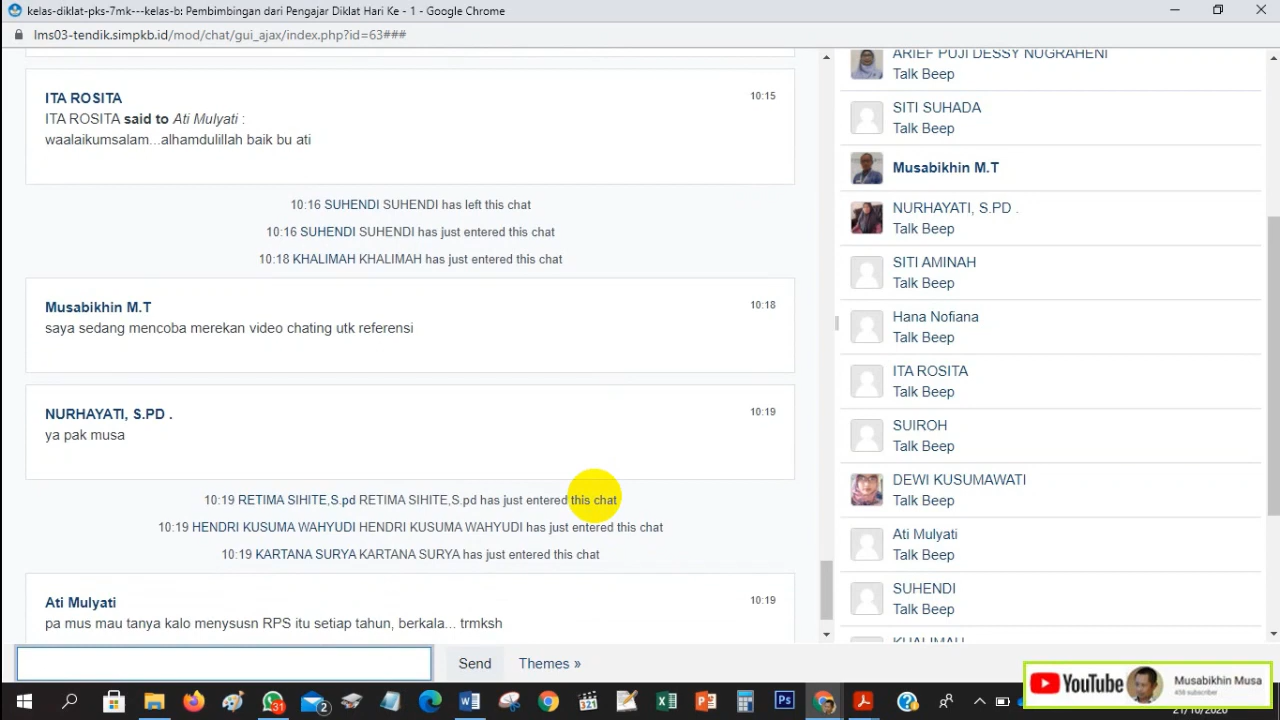 kelas-diklat-pks-7mk---kelas-b: Pembimbingan dari Pengajar Diklat Hari Ke - 1 - Google Chrome
lms03-tendik.simpkb.id/mod/chat/gui_ajax/index.php?id=63###
ITA ROSITA
10:15
ITA ROSITA said to Ati Mulyati :
waalaikumsalam...alhamdulillah baik bu ati
10:16 SUHENDI SUHENDI has left this chat
10:16 SUHENDI SUHENDI has just entered this chat
10:18 KHALIMAH KHALIMAH has just entered this chat
Musabikhin M.T
10:18
saya sedang mencoba merekan video chating utk referensi
NURHAYATI, S.PD .
10:19
ya pak musa
10:19 RETIMA SIHITE,S.pd RETIMA SIHITE,S.pd has just entered this chat
10:19 HENDRI KUSUMA WAHYUDI HENDRI KUSUMA WAHYUDI has just entered this chat
10:19 KARTANA SURYA KARTANA SURYA has just entered this chat
Ati Mulyati
10:19
pa mus mau tanya kalo menysusn RPS itu setiap tahun, berkala... trmksh
Send
Themes »
ARIEF PUJI DESSY NUGRAHENI
Talk Beep
SITI SUHADA
Talk Beep
Musabikhin M.T
NURHAYATI, S.PD .
Talk Beep
SITI AMINAH
Talk Beep
Hana Nofiana
Talk Beep
ITA ROSITA
Talk Beep
SUIROH
Talk Beep
DEWI KUSUMAWATI
Talk Beep
Ati Mulyati
Talk Beep
SUHENDI
Talk Beep
KHALIMAH
YouTube
Musabikhin Musa
458 subscriber
31
Ps
21/10/2020